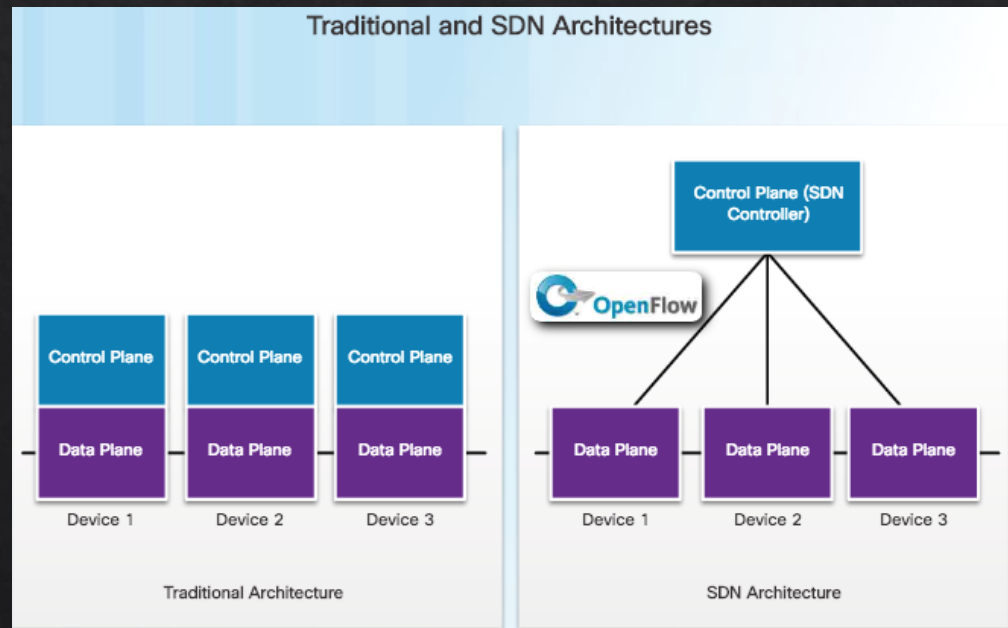 Traditional and SDN Architectures
Control Plane
Control Plane
Control Plane
Data Plane
Data Plane
Data Plane
Device 1
Device 2
Device 3
Traditional Architecture
Control Plane (SDN
Controller)
OpenFlow
Data Plane
Data Plane
Data Plane
Device 1
Device 2
Device 3
SDN Architecture